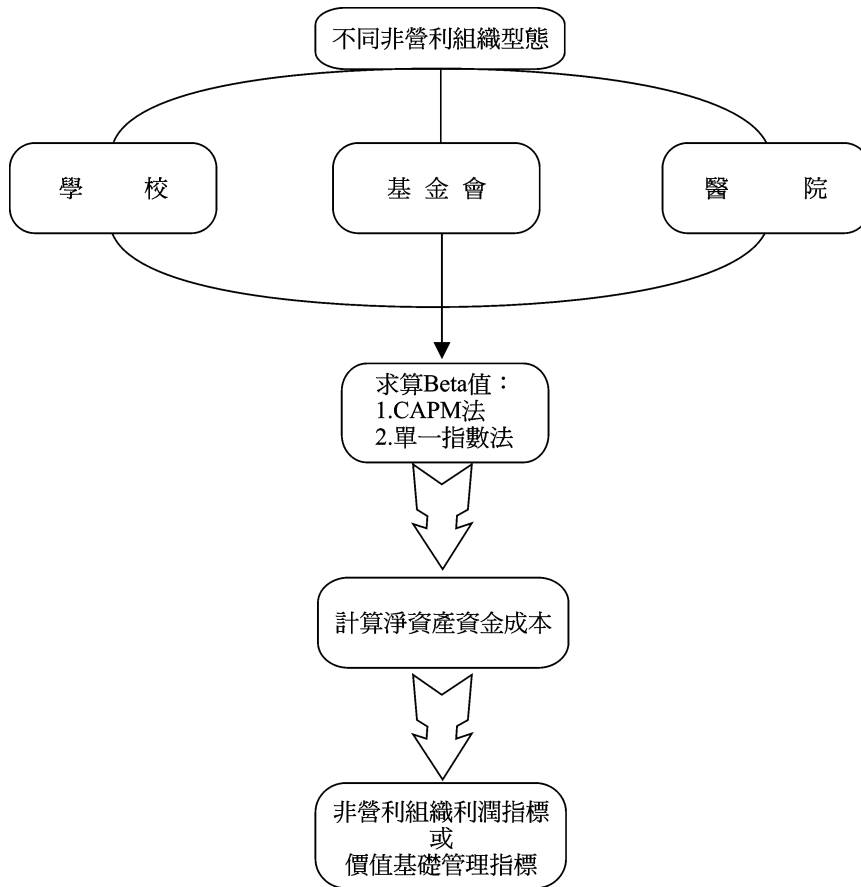 不同非營利組織型態
學 校
基 金 會
醫 院
求算Beta值：
1.CAPM法
2.單一指數法
計算淨資產資金成本
非營利組織利潤指標
或
價值基礎管理指標